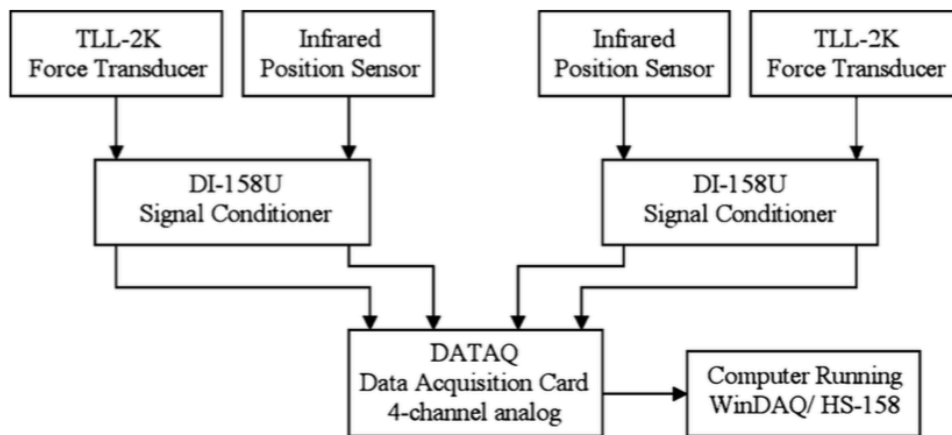 TLL-2K
Force Transducer
Infrared
Position Sensor
Infrared
Position Sensor
TLL-2K
Force Transducer
DI-158U
Signal Conditioner
DI-158U
Signal Conditioner
DATAQ
Data Acquisition Card
4-channel analog
Computer Running
WinDAQ/ HS-158